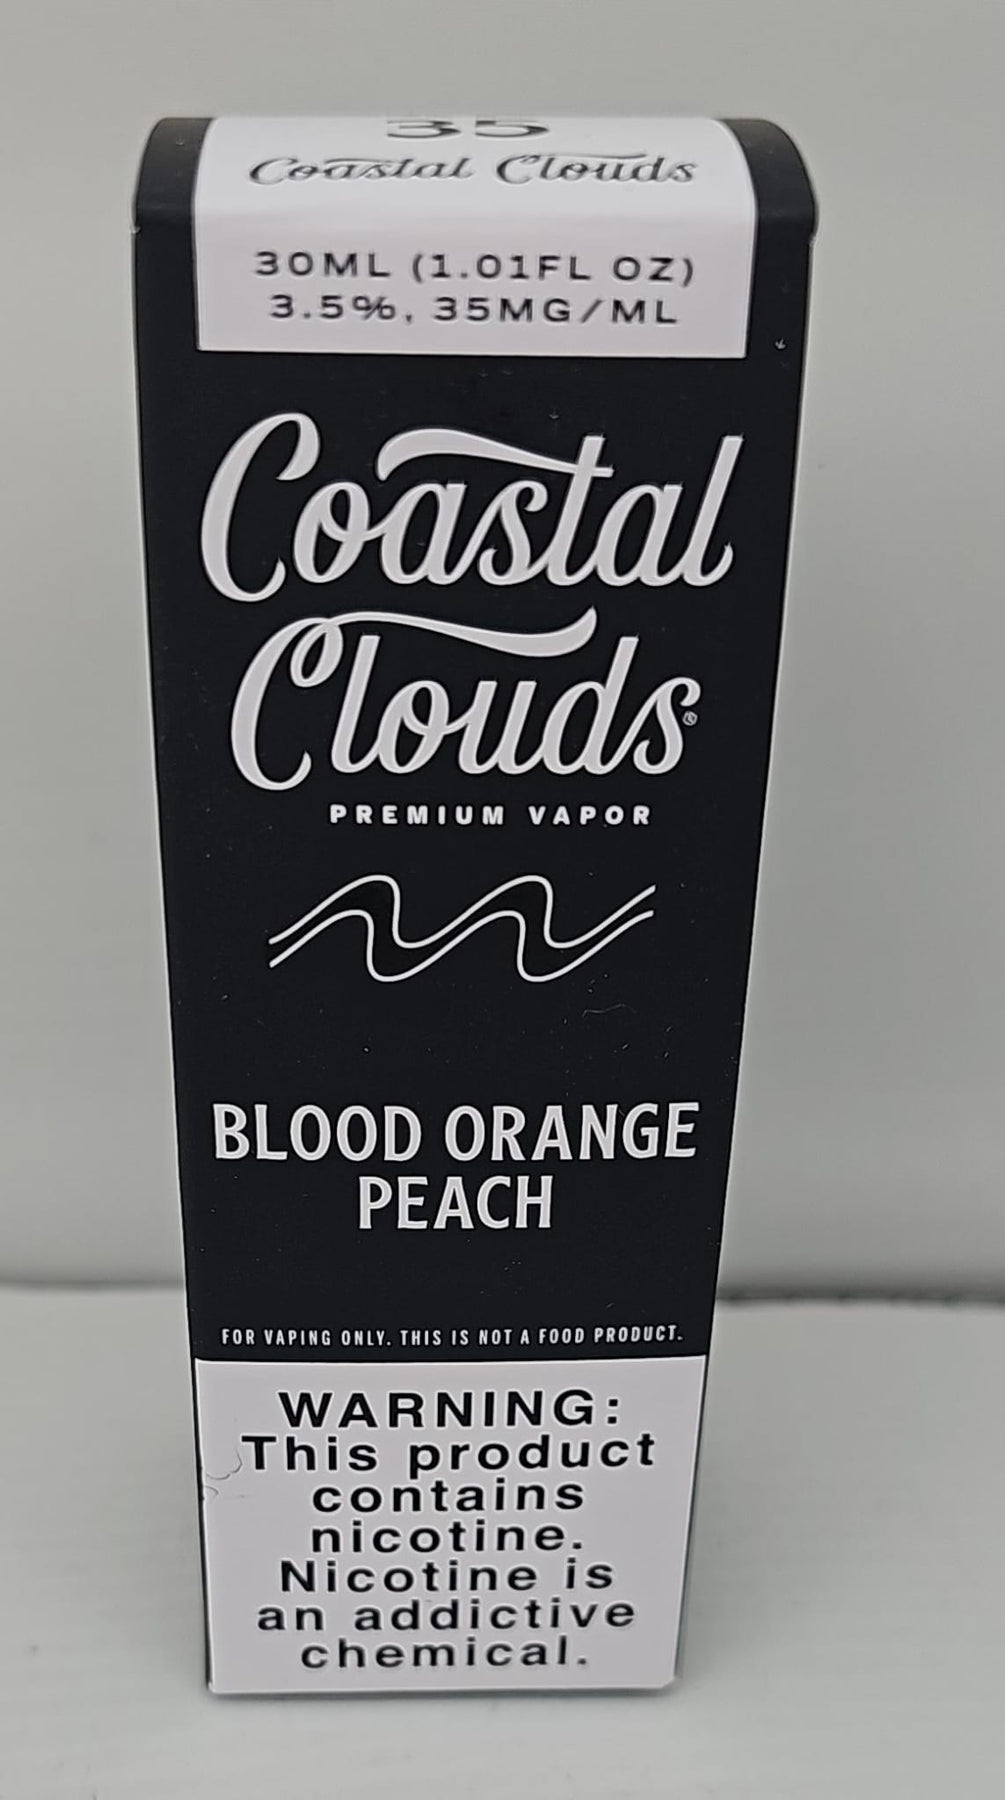 35
Coastal Clouds
30ML (1.01FL OZ)
3.5%, 35MG/ML
Coastal
Clouds®
PREMIUM VAPOR
BLOOD ORANGE
PEACH
FOR VAPING ONLY. THIS IS NOT A FOOD PRODUCT.
WARNING:
This product
contains
nicotine.
Nicotine is
an addictive
chemical.